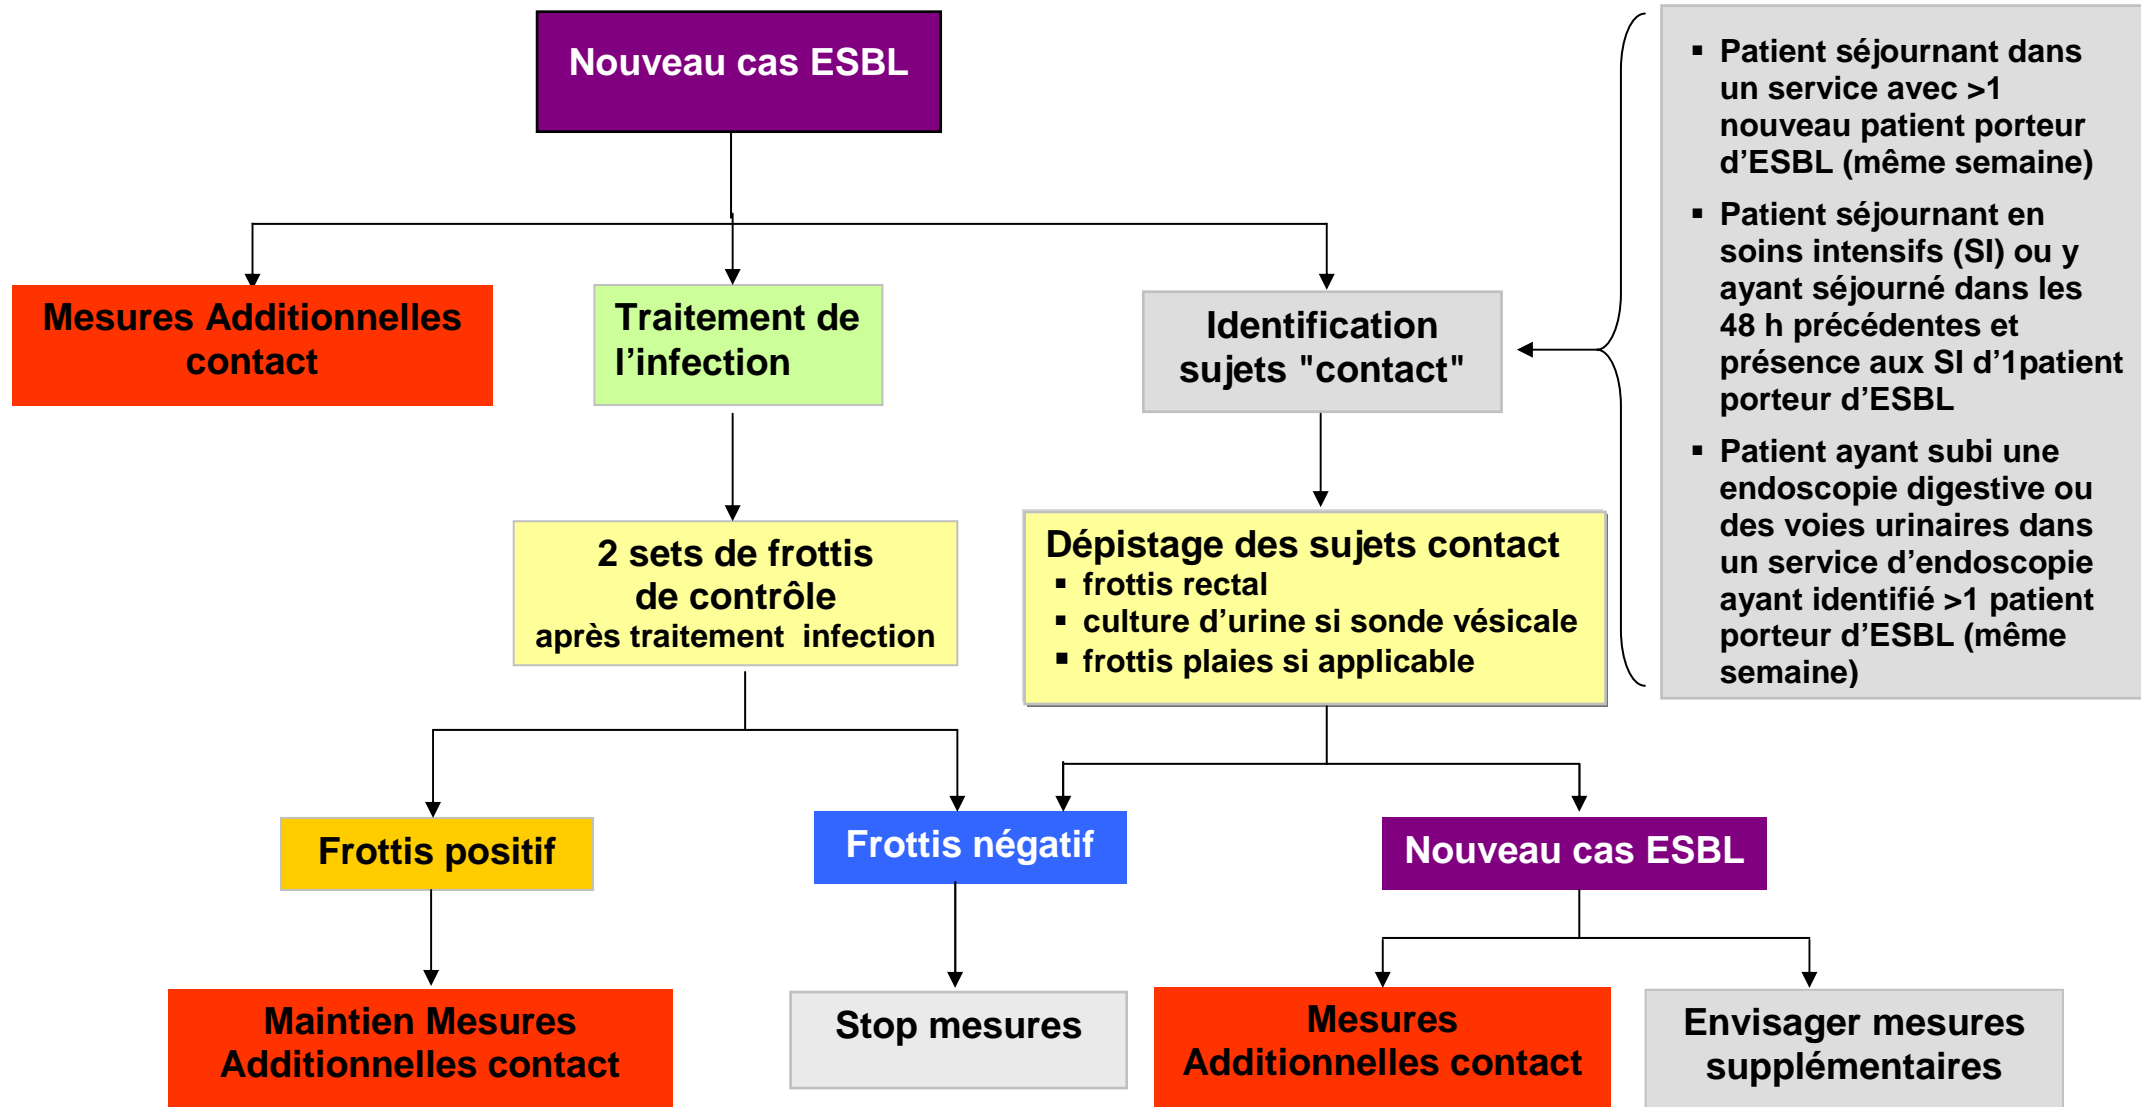 Nouveau cas ESBL
Mesures Additionnelles
contact
Traitement de
l’infection
Identification
sujets "contact"
▪ Patient séjournant dans
un service avec >1
nouveau patient porteur
d’ESBL (même semaine)
▪ Patient séjournant en
soins intensifs (SI) ou y
ayant séjourné dans les
48 h précédentes et
présence aux SI d’1patient
porteur d’ESBL
▪ Patient ayant subi une
endoscopie digestive ou
des voies urinaires dans
un service d’endoscopie
ayant identifié >1 patient
porteur d’ESBL (même
semaine)
2 sets de frottis
de contrôle
après traitement infection
Dépistage des sujets contact
▪ frottis rectal
▪ culture d’urine si sonde vésicale
▪ frottis plaies si applicable
Frottis positif
Frottis négatif
Nouveau cas ESBL
Maintien Mesures
Additionnelles contact
Stop mesures
Mesures
Additionnelles contact
Envisager mesures
supplémentaires